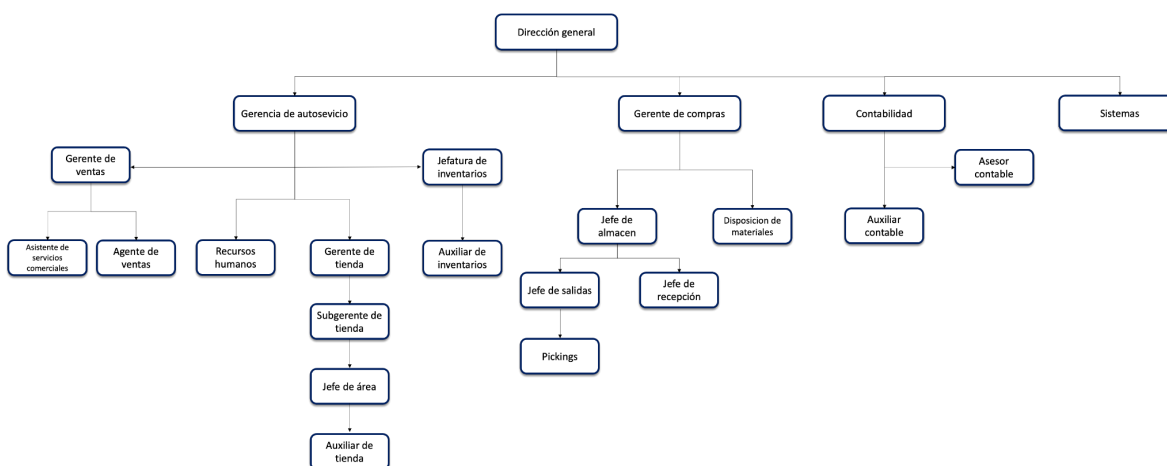 Dirección general
Gerencia de autosevicio
Gerente de compras
Contabilidad
Sistemas
Gerente de
ventas
Jefatura de
inventarios
Asesor
contable
Jefe de
almacen
Disposicion de
materiales
Auxiliar
contable
Asistente de
servicios
comerciales
Agente de
ventas
Recursos
humanos
Gerente de
tienda
Auxiliar de
inventarios
Jefe de salidas
Jefe de
recepción
Subgerente de
tienda
Pickings
Jefe de área
Auxiliar de
tienda